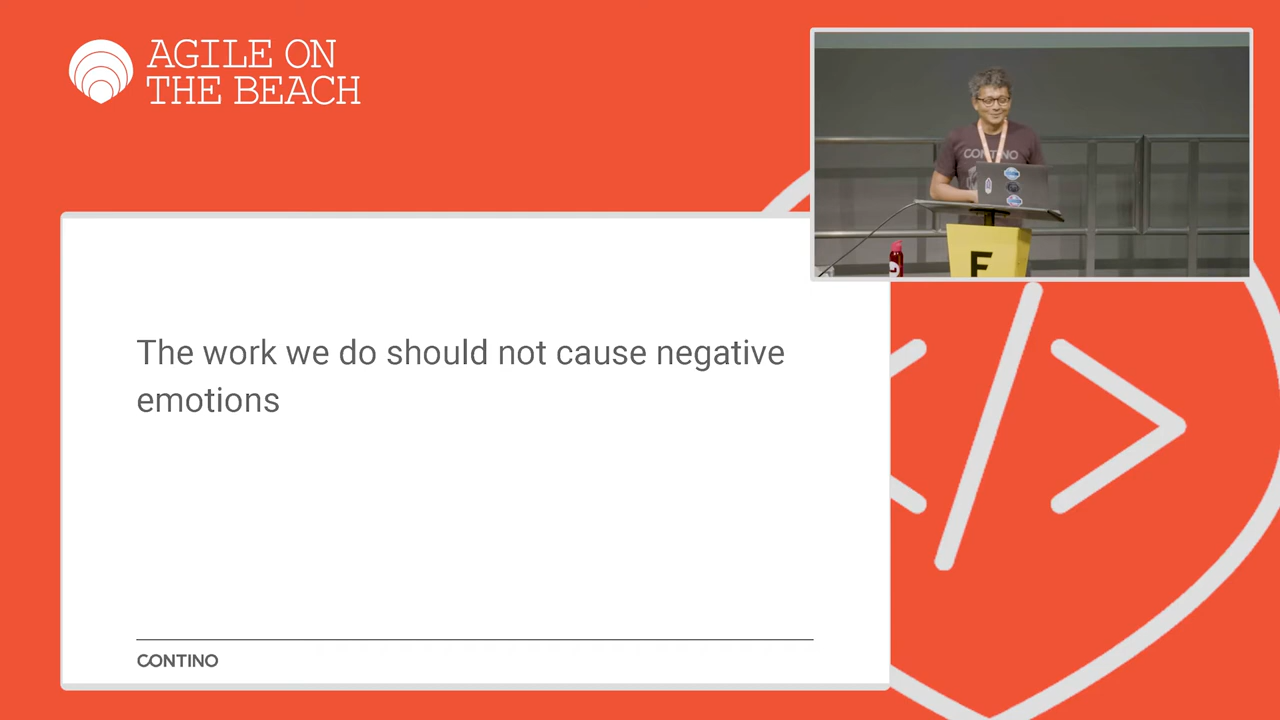 AGILE ON
THE BEACH
CONTINO
E
The work we do should not cause negative
emotions
CONTINO